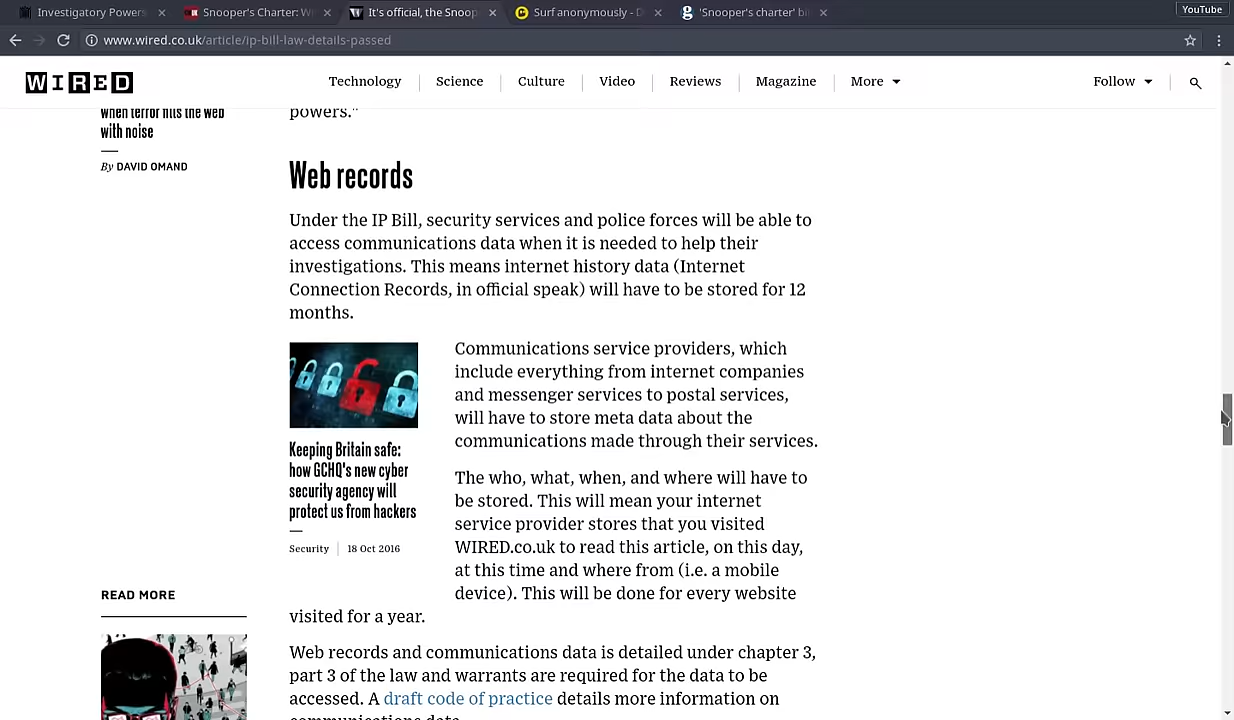 Investigatory Powers
Snooper's Charter: W
It's official, the Snoop
Surf anonymously - D
'Snooper's charter' bi
YouTube
www.wired.co.uk/article/ip-bill-law-details-passed
WIRED
Technology
Science
Culture
Video
Reviews
Magazine
More
Follow
when terror hits the web
with noise
By DAVID OMAND
powers."
Web records
Under the IP Bill, security services and police forces will be able to
access communications data when it is needed to help their
investigations. This means internet history data (Internet
Connection Records, in official speak) will have to be stored for 12
months.
Keeping Britain safe:
how GCHQ's new cyber
security agency will
protect us from hackers
Security
18 Oct 2016
Communications service providers, which
include everything from internet companies
and messenger services to postal services,
will have to store meta data about the
communications made through their services.
The who, what, when, and where will have to
be stored. This will mean your internet
service provider stores that you visited
WIRED.co.uk to read this article, on this day,
at this time and where from (i.e. a mobile
device). This will be done for every website
visited for a year.
READ MORE
Web records and communications data is detailed under chapter 3,
part 3 of the law and warrants are required for the data to be
accessed. A draft code of practice details more information on
communications data.